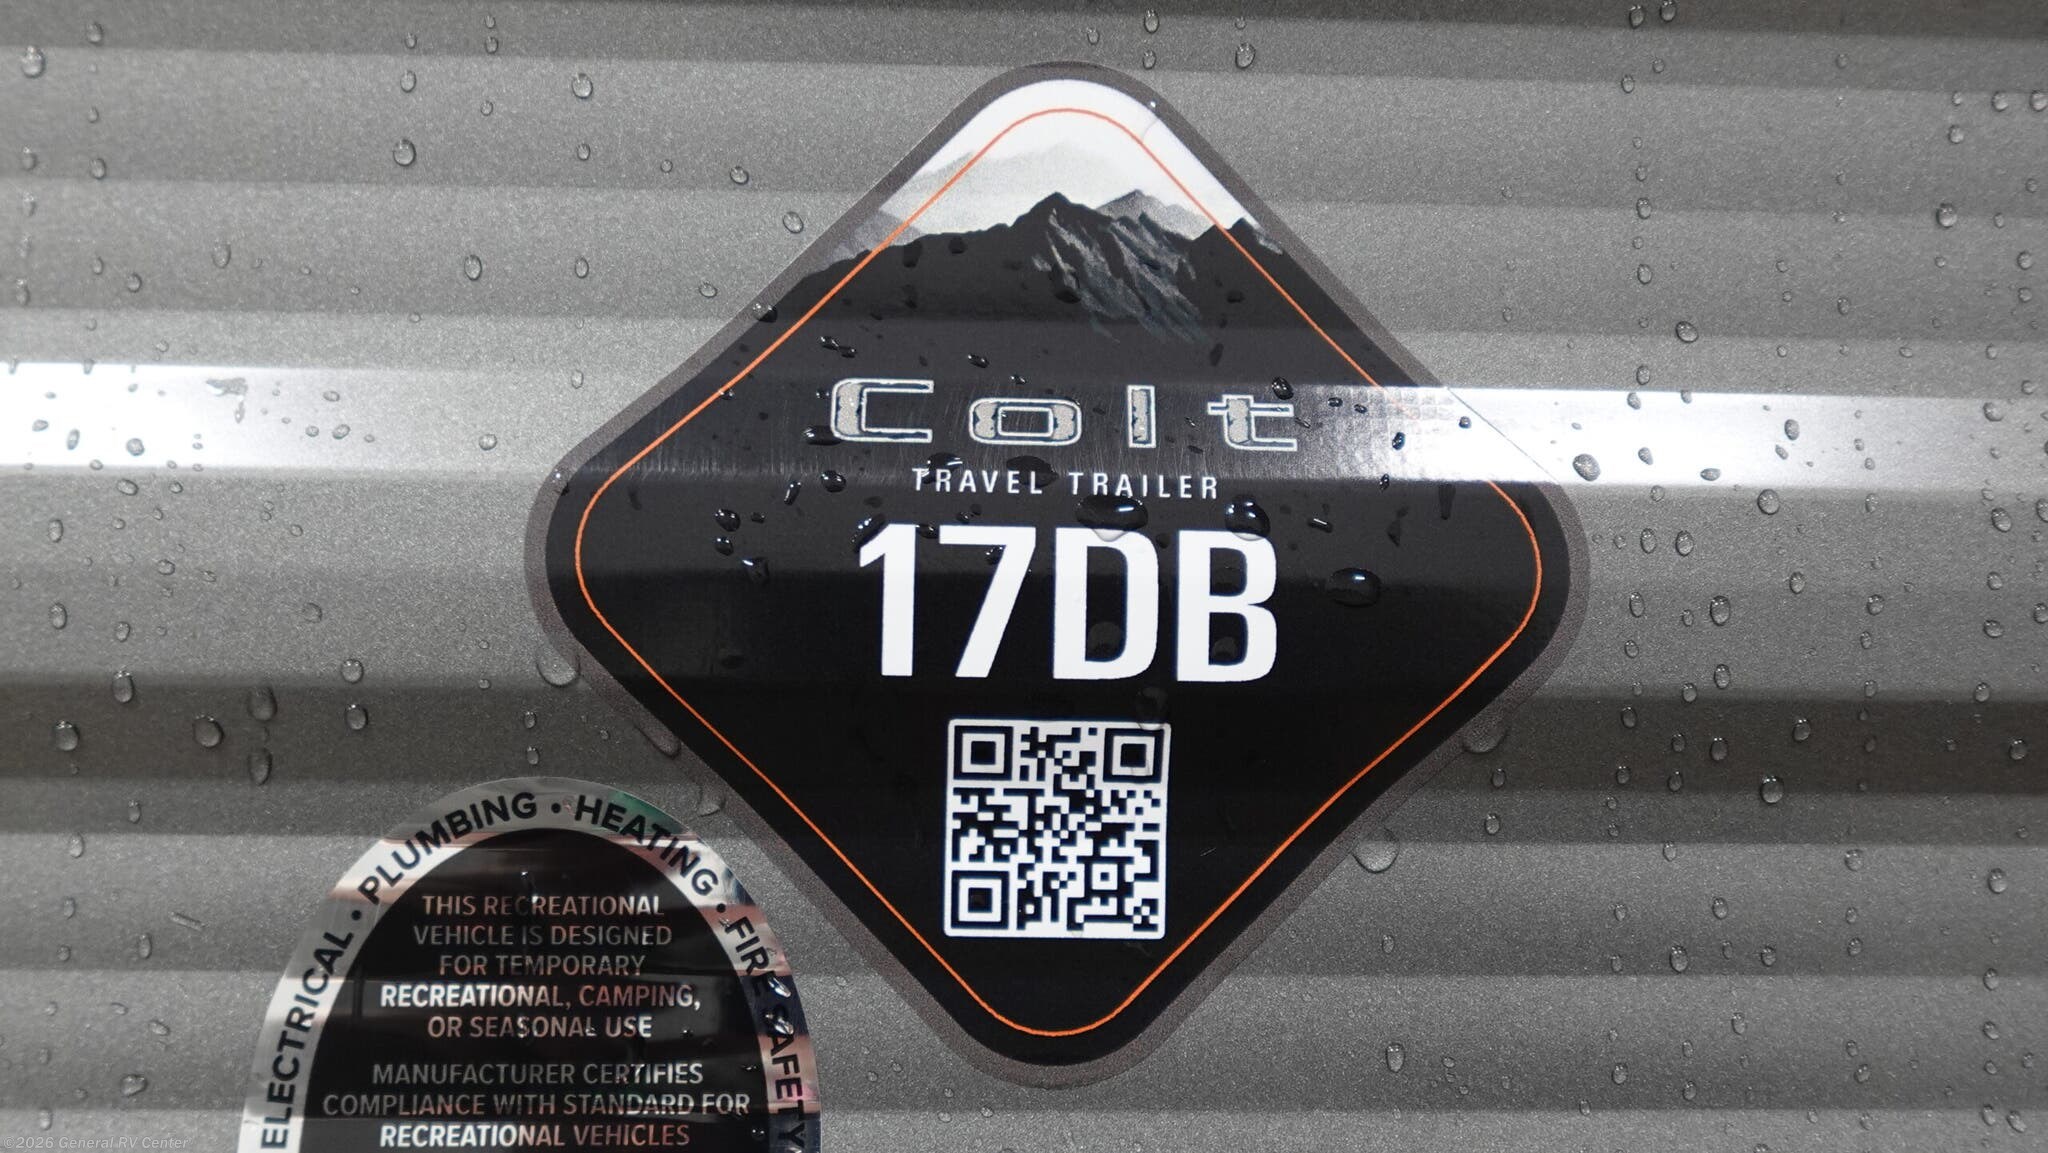 Colt
TRAVEL TRAILER
17DB
ELECTRICAL • PLUMBING • HEATING • FIRE SAFETY
THIS RECREATIONAL
VEHICLE IS DESIGNED
FOR TEMPORARY
RECREATIONAL, CAMPING,
OR SEASONAL USE
MANUFACTURER CERTIFIES
COMPLIANCE WITH STANDARD FOR
RECREATIONAL VEHICLES
©2026 General RV Center